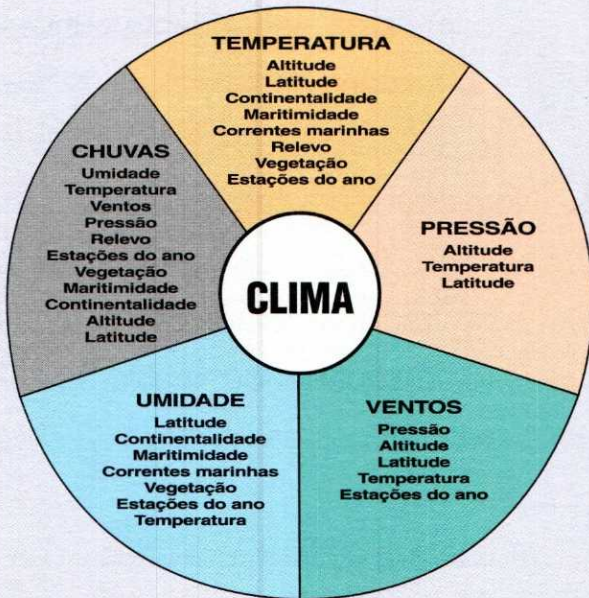 TEMPERATURA
Altitude
Latitude
Continentalidade
Maritimidade
Correntes marinhas
Relevo
Vegetação
Estações do ano
PRESSÃO
Altitude
Temperatura
Latitude
VENTOS
Pressão
Altitude
Latitude
Temperatura
Estações do ano
UMIDADE
Latitude
Continentalidade
Maritimidade
Correntes marinhas
Vegetação
Estações do ano
Temperatura
CHUVAS
Umidade
Temperatura
Ventos
Pressão
Relevo
Estações do ano
Vegetação
Maritimidade
Continentalidade
Altitude
Latitude
CLIMA